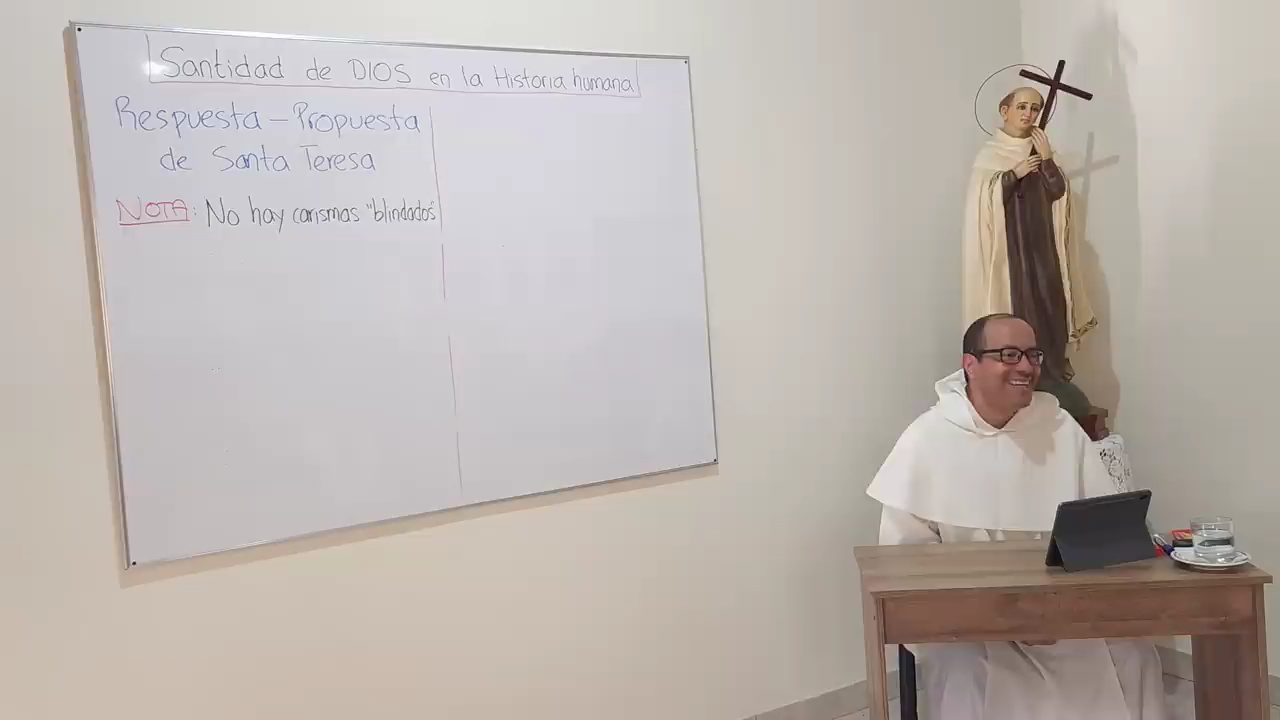 Santidad de DIOS en la Historia humana
Respuesta - Propuesta
de Santa Teresa
NOTA: No hay carismas "blindados"